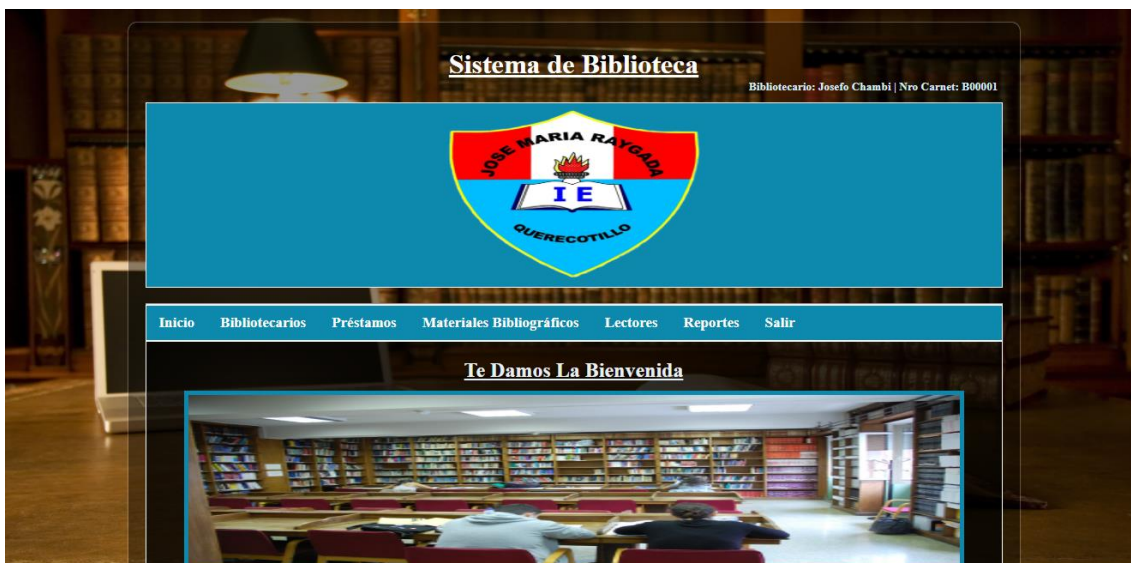 Sistema de Biblioteca
Bibliotecario: Josefo Chambi | Nro Carnet: B00001
JOSE MARIA RAYGADA
I E
QUERECOTILLO
Inicio Bibliotecarios Préstamos Materiales Bibliográficos Lectores Reportes Salir
Te Damos La Bienvenida